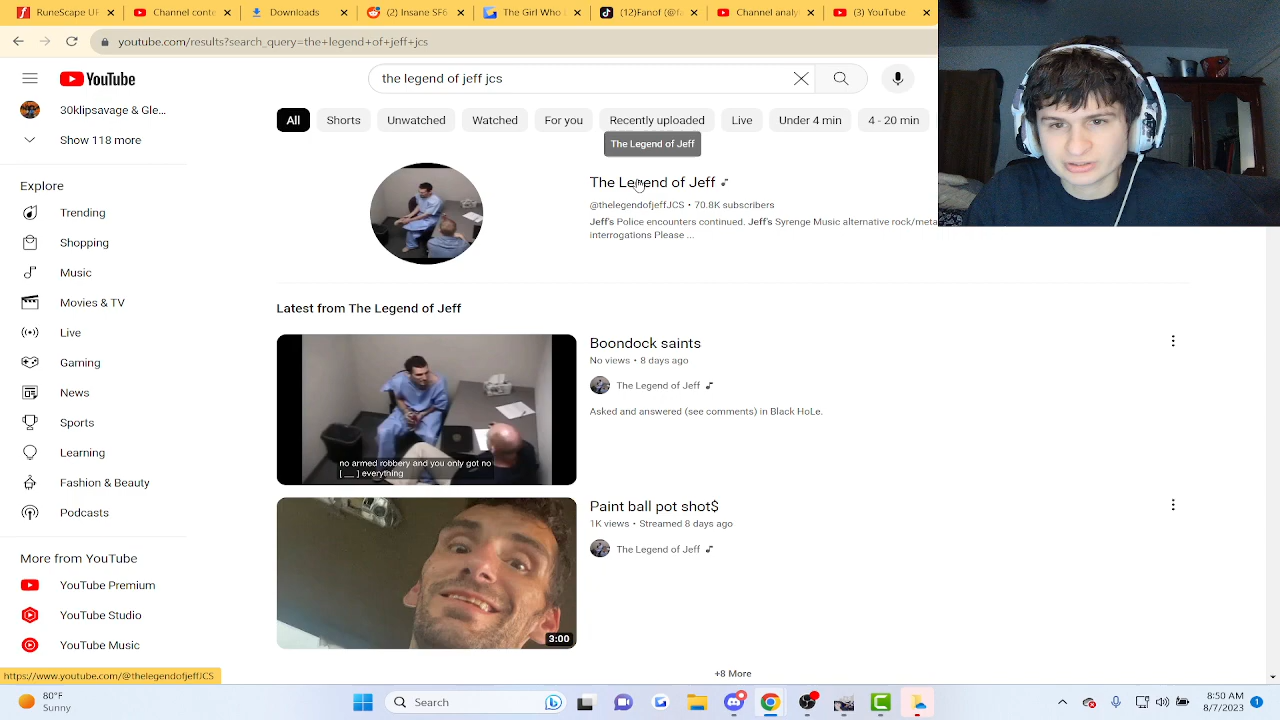 RuneScape UF
Channel conte
Downloads
Insane SF6
The Girl Who
(12)Fanof (@f
Channel analy
(3) YouTube
youtube.com/results?search_query=the+legend+of+jeff+jcs
YouTube
the legend of jeff jcs
30klipsavage & Gle...
Show 118 more
All
Shorts
Unwatched
Watched
For you
Recently uploaded
Live
Under 4 min
4 - 20 min
The Legend of Jeff
Explore
Trending
Shopping
Music
Movies & TV
Live
Gaming
News
Sports
Learning
Fashion & Beauty
Podcasts
More from YouTube
YouTube Premium
YouTube Studio
YouTube Music
The Legend of Jeff
@thelegendofjeffJCS • 70.8K subscribers
Jeff's Police encounters continued. Jeff's Syrenge Music alternative rock/meta
interrogations Please ...
Latest from The Legend of Jeff
Boondock saints
No views • 8 days ago
The Legend of Jeff
Asked and answered (see comments) in Black HoLe.
no armed robbery and you only got no
[ __ ] everything
Paint ball pot shot$
1K views • Streamed 8 days ago
The Legend of Jeff
3:00
+8 More
https://www.youtube.com/@thelegendofjeffJCS
80°F
Sunny
Search
8:50 AM
8/7/2023
1